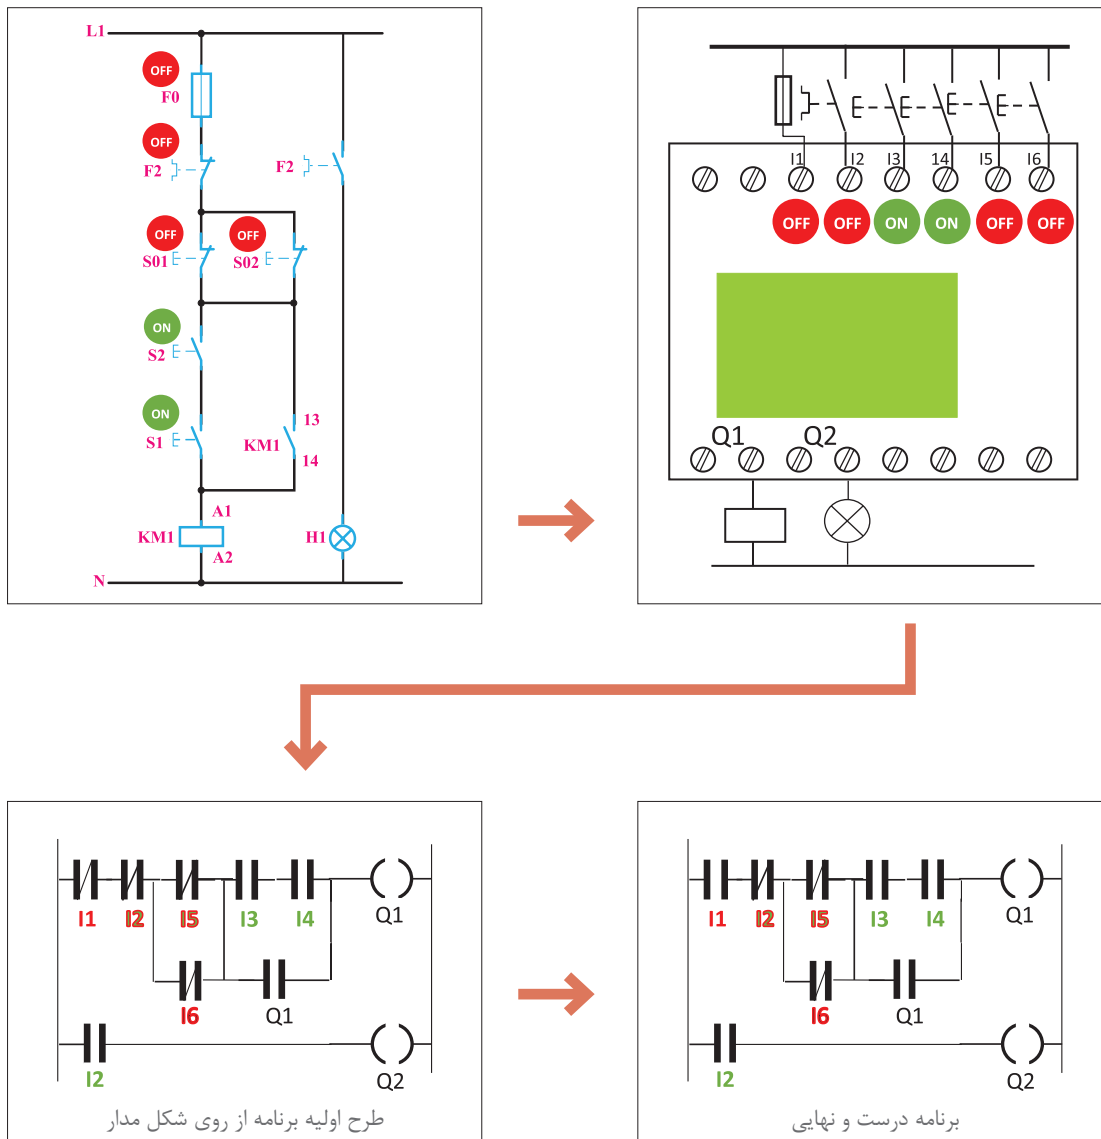 L1
OFF
F0
OFF
F2
F2
OFF
OFF
S01
S02
ON
S2
ON
S1
13
KM1
14
A1
KM1
A2
H1
N
I1
I2
I3
14
I5
I6
OFF
OFF
ON
ON
OFF
OFF
Q1
Q2
I1
I2
I5
I3
I4
Q1
I6
Q1
I2
Q2
طرح اولیه برنامه از روی شکل مدار
I1
I2
I5
I3
I4
Q1
I6
Q1
I2
Q2
برنامه درست و نهایی